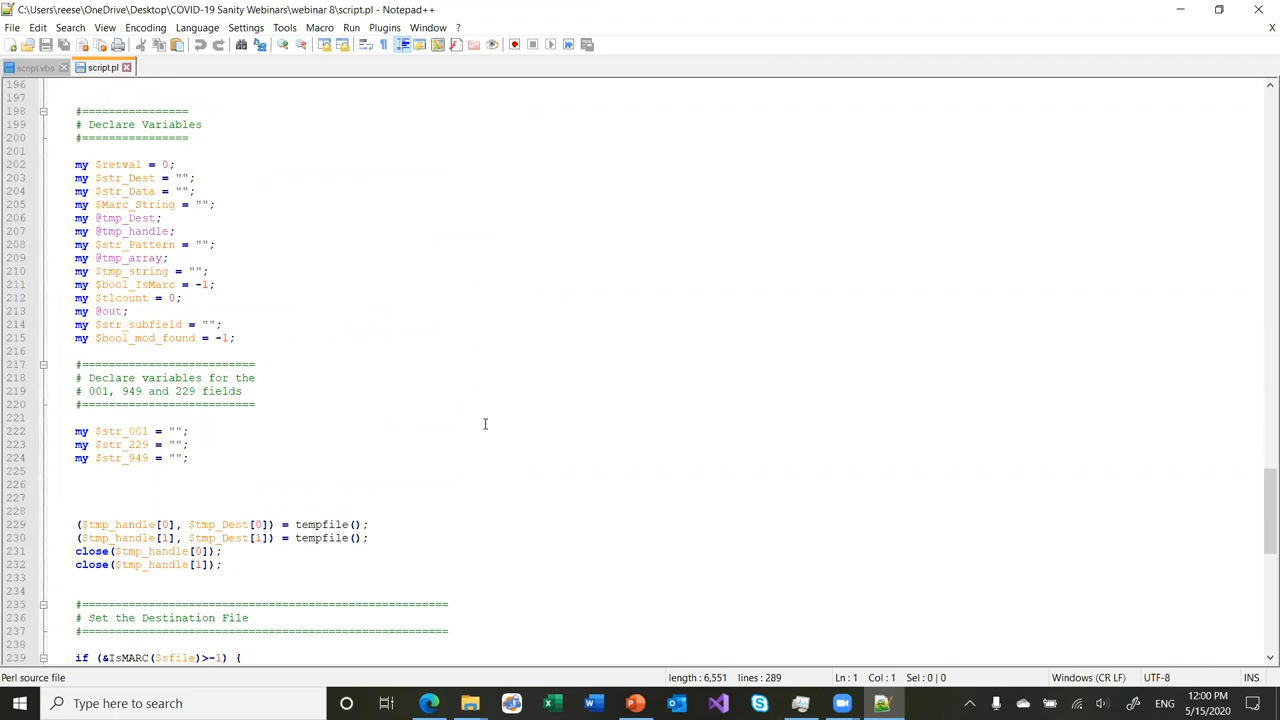 C:\Users\reese\OneDrive\Desktop\COVID-19 Sanity Webinars\webinar 8\script.pl - Notepad++
File Edit Search View Encoding Language Settings Tools Macro Run Plugins Window ? X
script.vbs script.pl
196
197
198 #================
199 # Declare Variables
200 #================
201
202 my $retval = 0;
203 my $str_Dest = "";
204 my $str_Data = "";
205 my $Marc_String = "";
206 my @tmp_Dest;
207 my @tmp_handle;
208 my $str_Pattern = "";
209 my @tmp_array;
210 my $tmp_string = "";
211 my $bool_IsMarc = -1;
212 my $tlcount = 0;
213 my @out;
214 my $str_subfield = "";
215 my $bool_mod_found = -1;
216
217 #==========================
218 # Declare variables for the
219 # 001, 949 and 229 fields
220 #==========================
221
222 my $str_001 = "";
223 my $str_229 = "";
224 my $str_949 = "";
225
226
227
228
229 ($tmp_handle[0], $tmp_Dest[0]) = tempfile();
230 ($tmp_handle[1], $tmp_Dest[1]) = tempfile();
231 close($tmp_handle[0]);
232 close($tmp_handle[1]);
233
234
235 #=======================================================
236 # Set the Destination File
237 #=======================================================
238
239 if (&IsMARC($sfile)>-1) {
Perl source file length : 6,551 lines : 289 Ln : 1 Col : 1 Sel : 0 | 0 Windows (CR LF) UTF-8 INS
Type here to search ENG 12:00 PM
5/15/2020